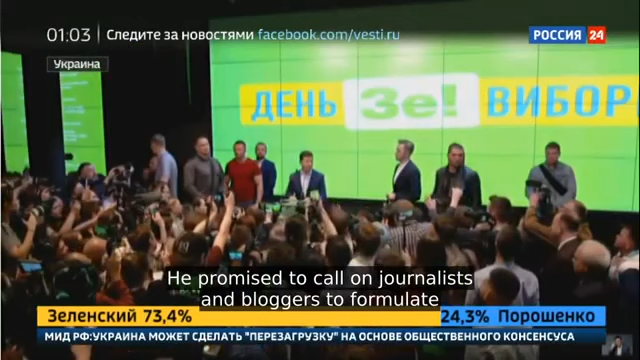 01:03 Следите за новостями facebook.com/vesti.ru РОССИЯ 24
Украина
ДЕНЬ Зе! ВИБОР
He promised to call on journalists
and bloggers to formulate
Зеленский 73,4% 24,3% Порошенко
МИД РФ:УКРАИНА МОЖЕТ СДЕЛАТЬ "ПЕРЕЗАГРУЗКУ" НА ОСНОВЕ ОБЩЕСТВЕННОГО КОНСЕНСУСА